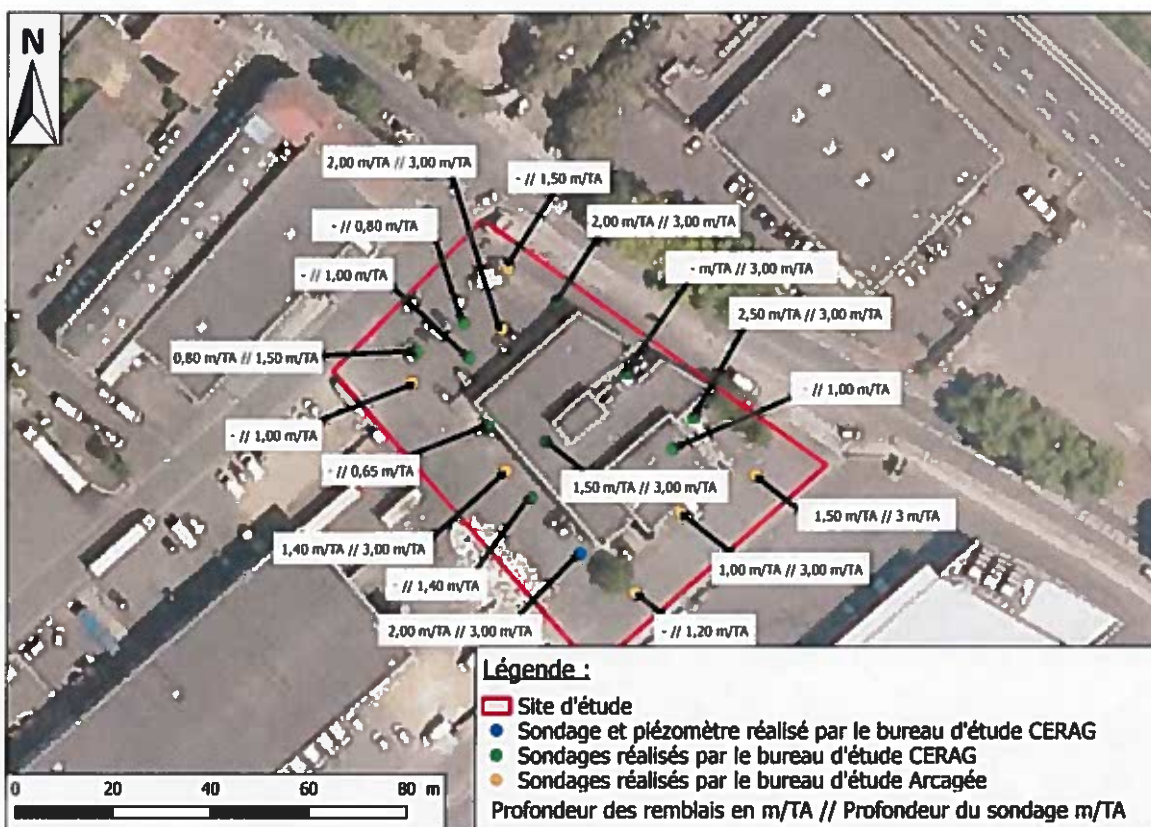 N
2,00 m/TA // 3,00 m/TA
- // 1,50 m/TA
- // 0,80 m/TA
2,00 m/TA // 3,00 m/TA
- // 1,00 m/TA
- m/TA // 3,00 m/TA
2,50 m/TA // 3,00 m/TA
0,80 m/TA // 1,50 m/TA
- // 1,00 m/TA
- // 1,00 m/TA
- // 0,65 m/TA
1,50 m/TA // 3,00 m/TA
1,50 m/TA // 3 m/TA
1,40 m/TA // 3,00 m/TA
1,00 m/TA // 3,00 m/TA
- // 1,40 m/TA
2,00 m/TA // 3,00 m/TA
- // 1,20 m/TA
Légende :
Site d'étude
Sondage et piézomètre réalisé par le bureau d'étude CERAG
Sondages réalisés par le bureau d'étude CERAG
Sondages réalisés par le bureau d'étude Arcagée
Profondeur des remblais en m/TA // Profondeur du sondage m/TA
0 20 40 60 80 m